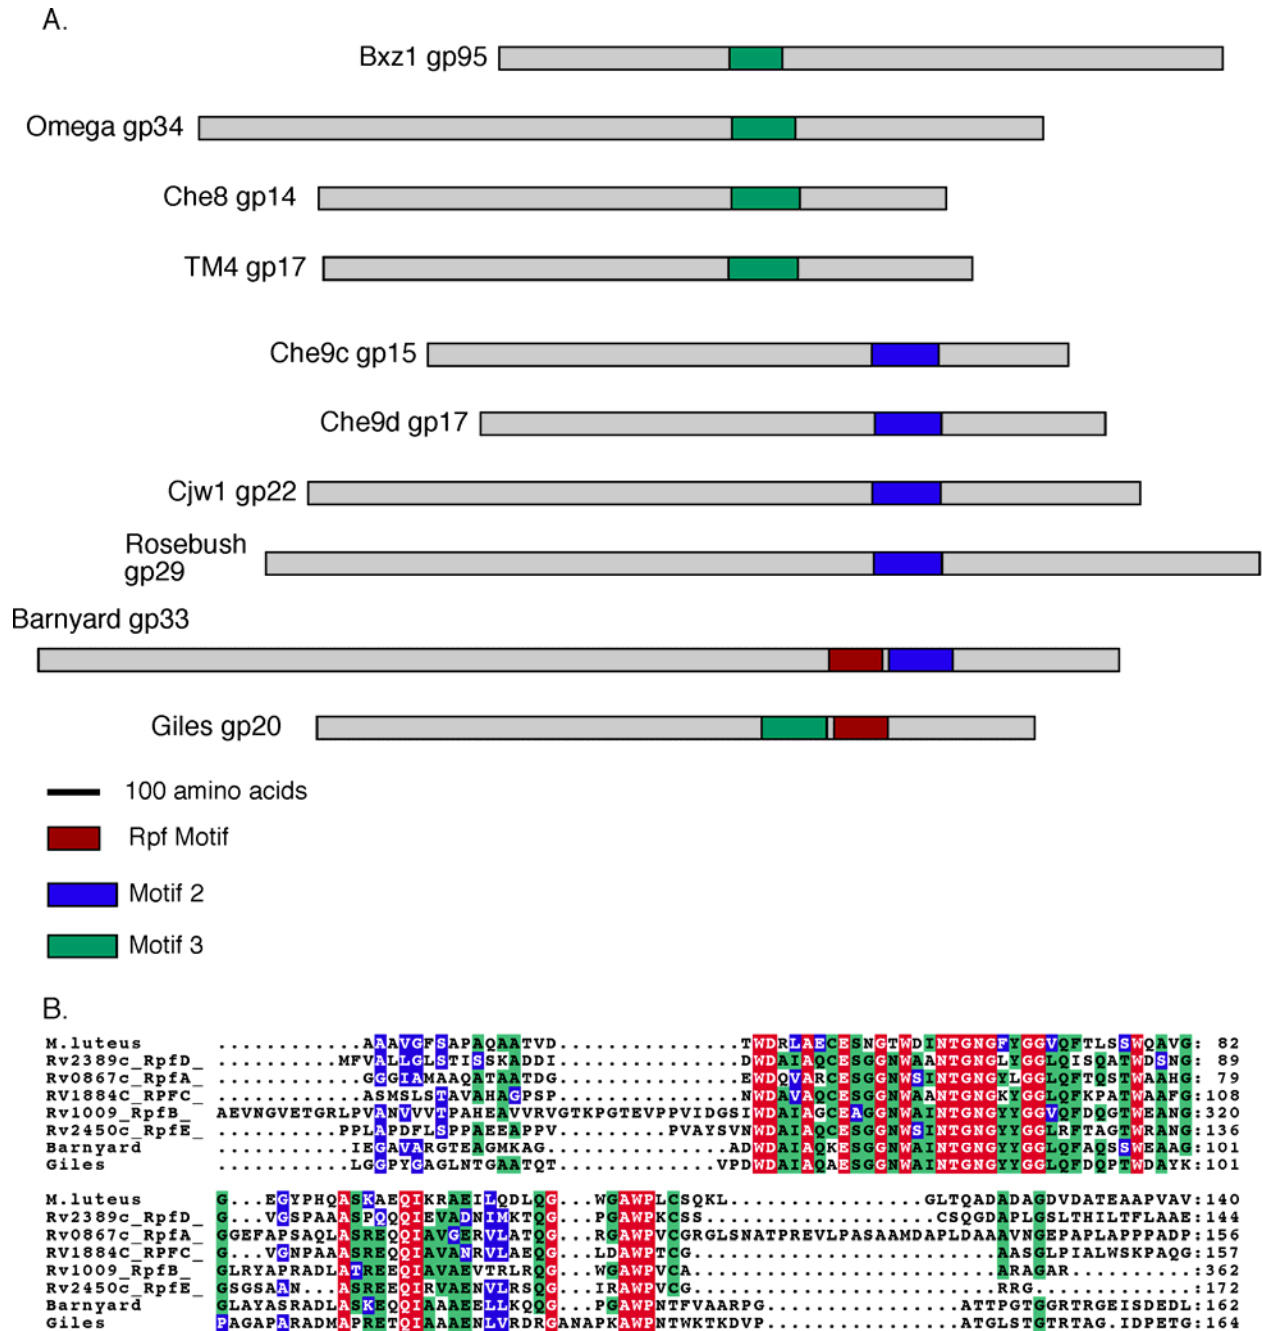 A.
Bxz1 gp95
Omega gp34
Che8 gp14
TM4 gp17
Che9c gp15
Che9d gp17
Cjw1 gp22
Rosebush
gp29
Barnyard gp33
Giles gp20
100 amino acids
Rpf Motif
Motif 2
Motif 3
B.
M.luteus ............AAAVGFSAPAQAATVD...............TWDRLAECESNGTWDINTGNGFYGGVQFTLSSWQAVG: 82
Rv2389c_RpfD_ ..........MFVALLGLSTISSKADDI...............DWDAIAQCESGGNWAANTGNGLYGGLQISQATWDSNG: 89
Rv0867c_RpfA_ ............GGGIAMAAQATAATDG...............EWDQVARCESGGNWSINTGNGYLGGLQFTQSTWAAHG: 79
RV1884C_RPFC_ ............ASMSLSTAVAHAGPSP...............NWDAVAQCESGGNWAANTGNGKYGGLQFKPATWAAFG:108
Rv1009_RpfB_ AEVNGVETGRLPVANVVVTPAHEAVVRVGTKPGTEVPPVIDGSIWDAIAGCEAGGNWAINTGNGYYGGVQFDQGTWEANG:320
Rv2450c_RpfE_ ..........PPLAPDFLSPPAEEAPPV.........PVAYSVNWDAIAQCESGGNWSINTGNGYYGGLRFTAGTWRANG:136
Barnyard ...........IEGAVARGTEAGMKAG...............ADWDAIAQKESGGNWAINTGNGYYGGLQFAQSSWEAAG:101
Giles ...........LGGPYGAGLNTGAATQT.............VPDWDAIAQAESGGNWAINTGNGYYGGLQFDQPTWDAYK:101
M.luteus G...EGYPHQASKAEQIKRAEILQDLQG...WGAWPLCSQKL................GLTQADADAGDVDATEAAPVAV:140
Rv2389c_RpfD_ G...VGSPAAASPQQQIEVADNIMKTQG...PGAWPKCSS...................CSQGDAPLGSLTHILTFLAAE:144
Rv0867c_RpfA_ GGEFAPSAQLASREQQIAVGERVLATQG...RGAWPVCGRGLSNATPREVLPASAAMDAPLDAAAVNGEPAPLAPPPADP:156
RV1884C_RPFC_ G...VGNPAAASREQQIAVANRVLAEQG...LDAWPTCG.........................AASGLPIALWSKPAQG:157
Rv1009_RpfB_ GLRYAPRADLATREEQIAVAEVTRLRQG...WGAWPVCA.........................ARAGAR..........:362
Rv2450c_RpfE_ GSGSAAN...ASREEQIRVAENVLRSQG...IRAWPVCG.........................RRG.............:172
Barnyard GLAYASRADLASKEQQIAAAEELLKQQG...PGAWPNTFVAARPG................ATTPGTGGRTRGEISDEDL:162
Giles PAGAPARADMAPRETQIAAAENLVRDRGANAPKAWPNTWKTKDVP................ATGLSTGTRTAG.IDPETG:164